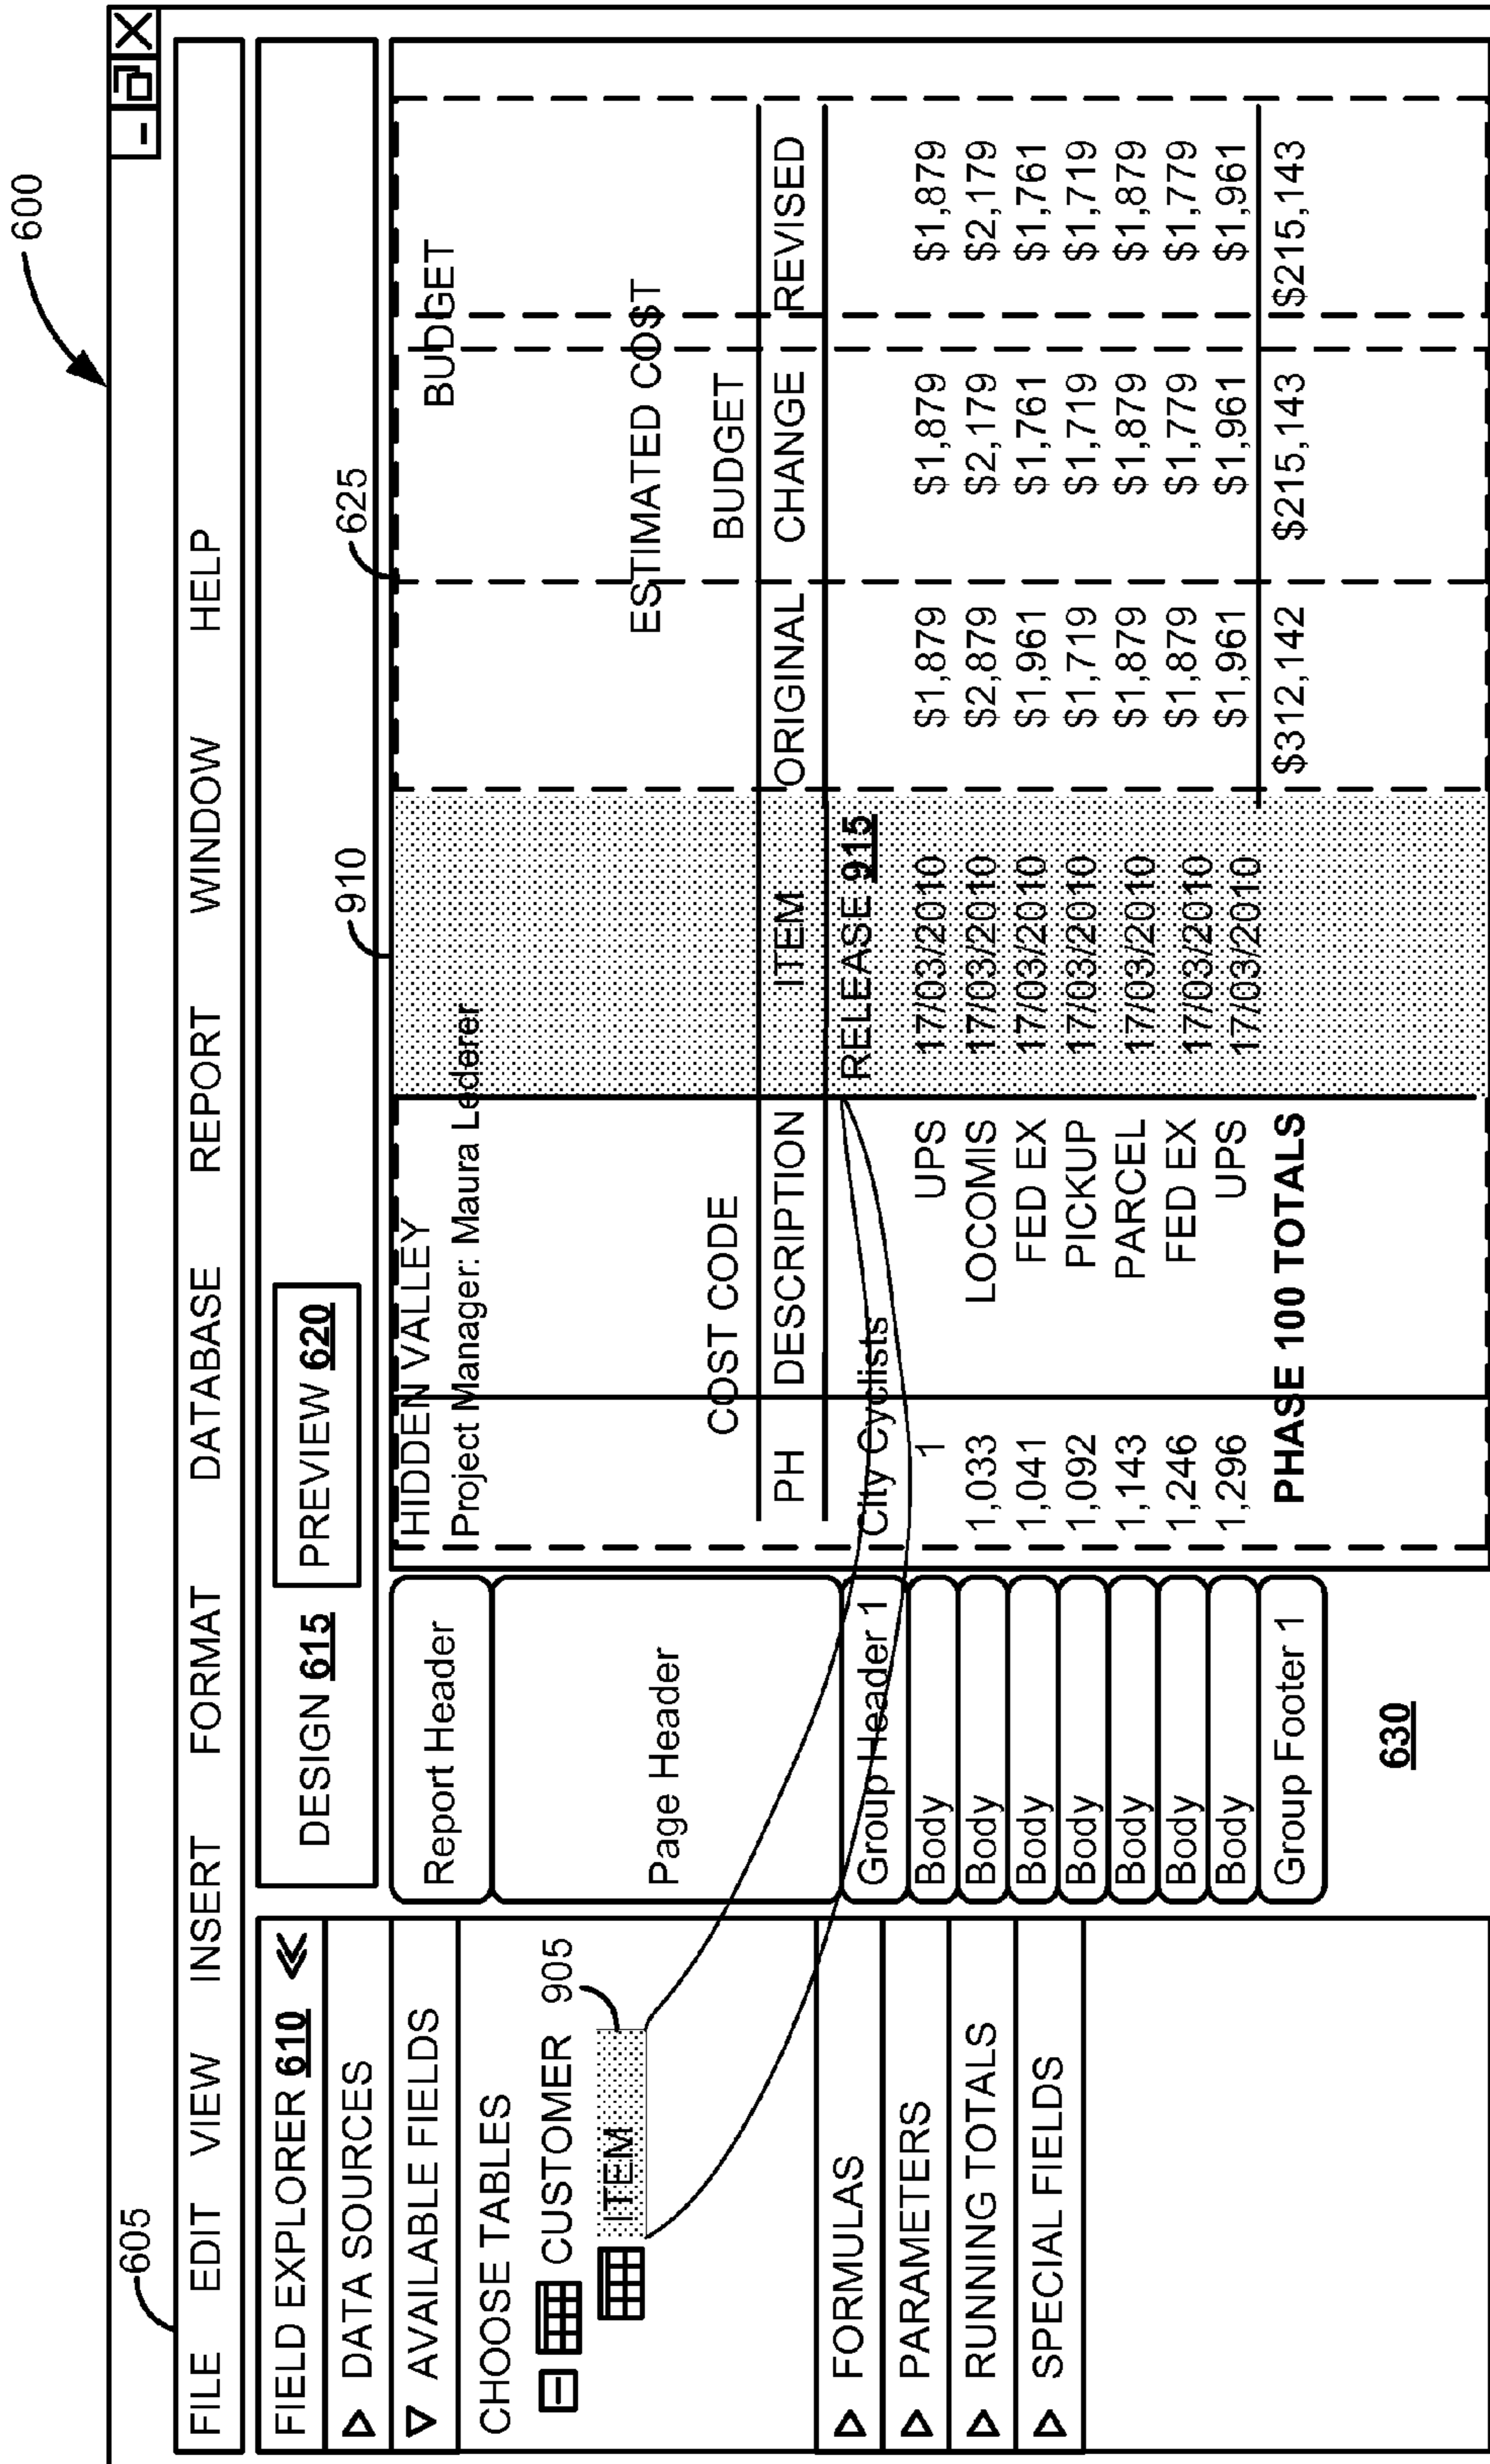 600
605
FILE EDIT VIEW INSERT FORMAT DATABASE REPORT WINDOW HELP
FIELD EXPLORER 610 <<
DATA SOURCES
AVAILABLE FIELDS
CHOOSE TABLES
CUSTOMER 905
ITEM
FORMULAS
PARAMETERS
RUNNING TOTALS
SPECIAL FIELDS
DESIGN 615 PREVIEW 620
910
625
Report Header
Page Header
Group Header 1
Body
Body
Body
Body
Body
Body
Body
Group Footer 1
630
HIDDEN VALLEY BUDGET
Project Manager: Maura Lederer
ESTIMATED COST
COST CODE BUDGET
PH DESCRIPTION ITEM ORIGINAL CHANGE REVISED
City Cyclists RELEASE 915
1 UPS 17/03/2010 $1,879 $1,879 $1,879
1,033 LOCOMIS 17/03/2010 $2,879 $2,179 $2,179
1,041 FED EX 17/03/2010 $1,961 $1,761 $1,761
1,092 PICKUP 17/03/2010 $1,719 $1,719 $1,719
1,143 PARCEL 17/03/2010 $1,879 $1,879 $1,879
1,246 FED EX 17/03/2010 $1,879 $1,779 $1,779
1,296 UPS 17/03/2010 $1,961 $1,961 $1,961
PHASE 100 TOTALS $312,142 $215,143 $215,143